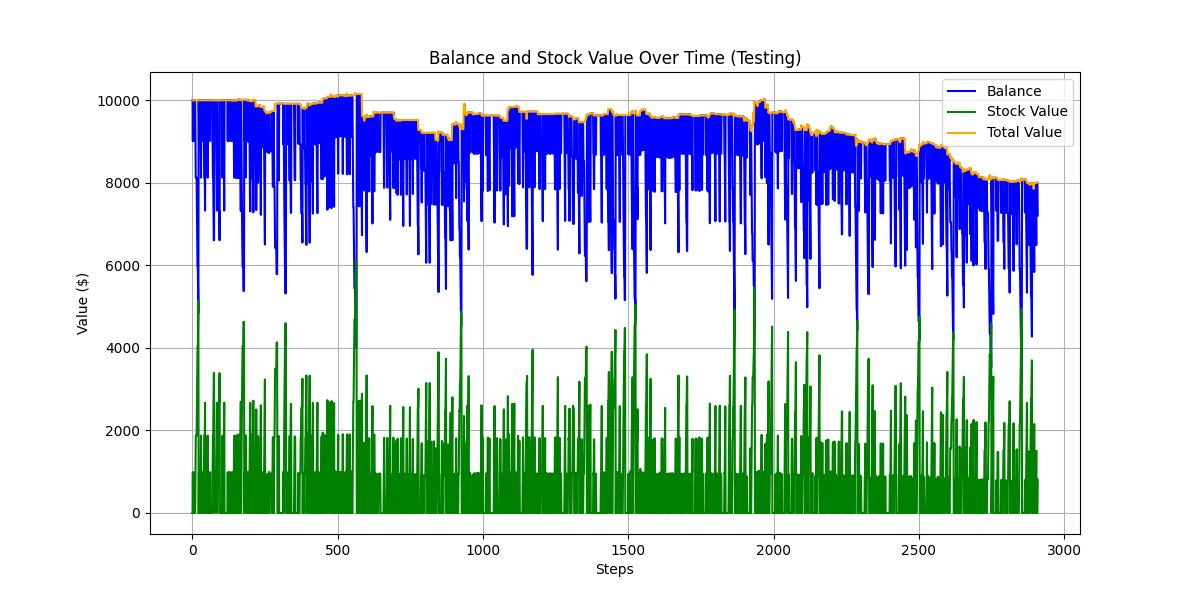 Balance and Stock Value Over Time (Testing)
Balance
Stock Value
Total Value
Value ($)
10000
8000
6000
4000
2000
0
0 500 1000 1500 2000 2500 3000
Steps